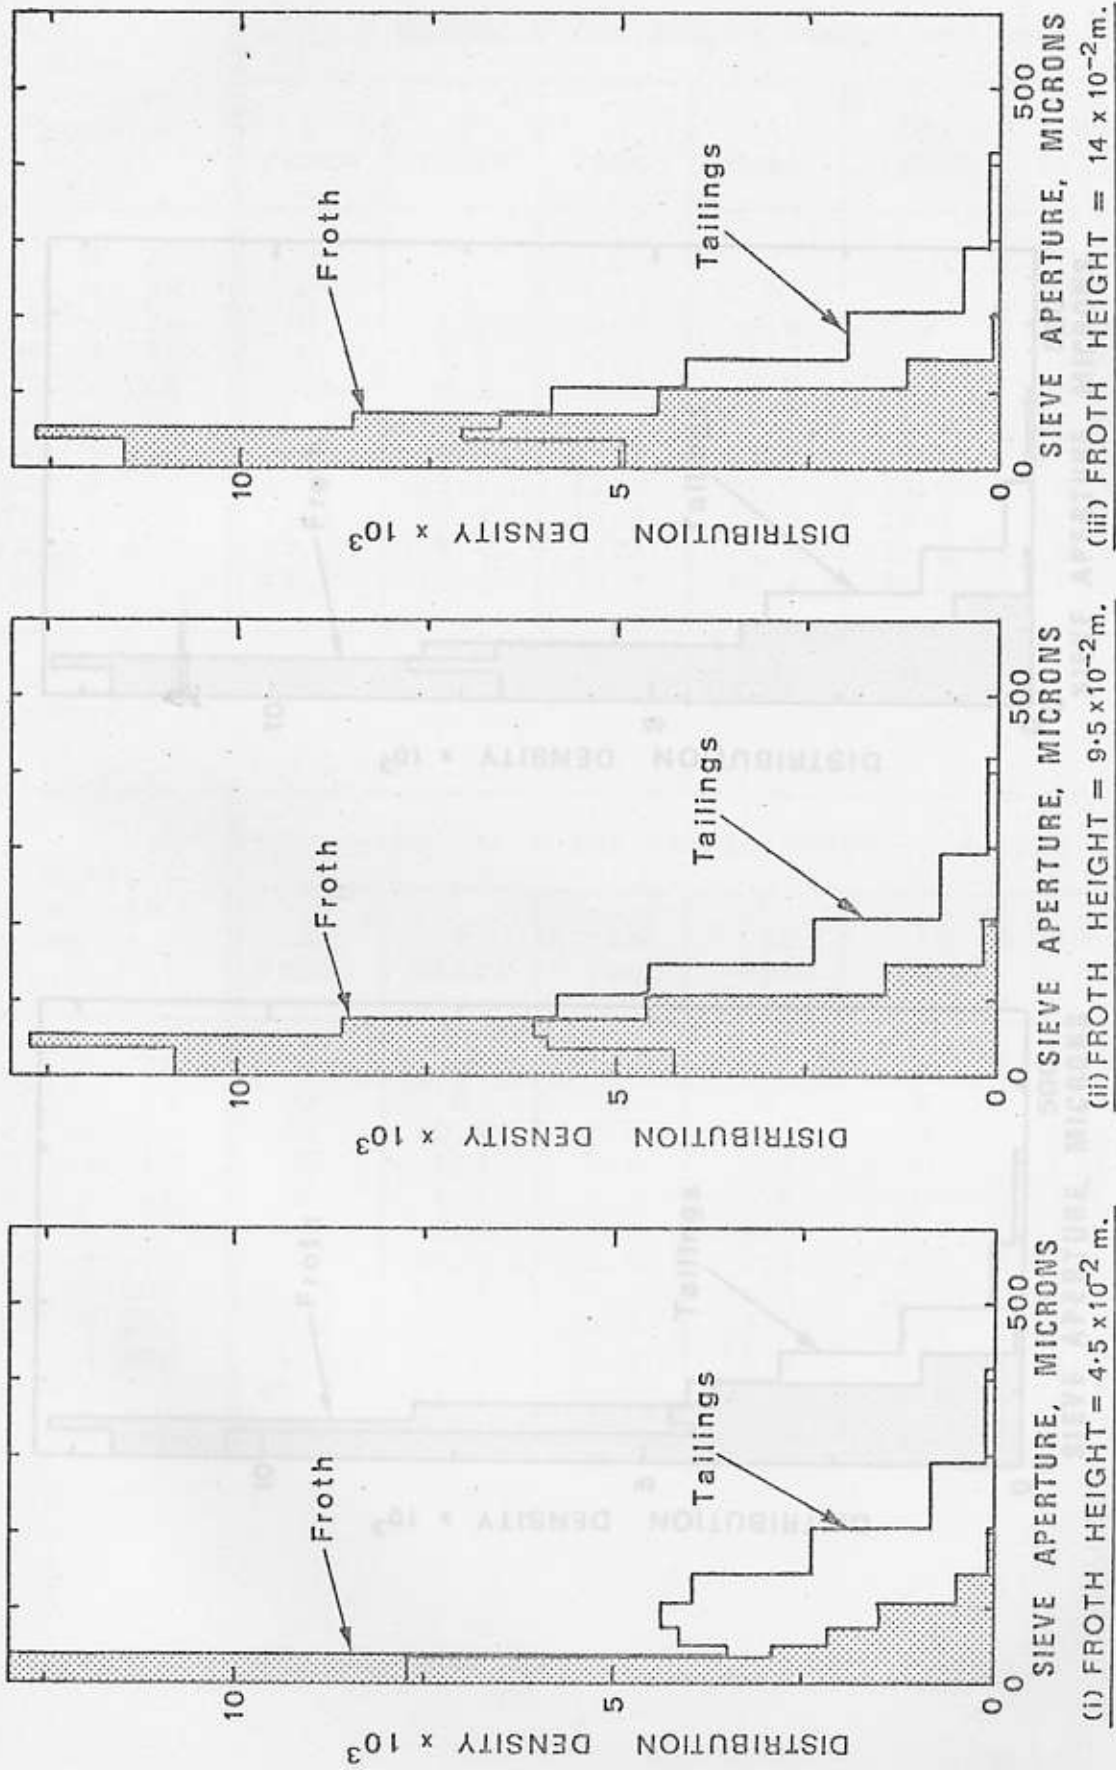 DISTRIBUTION DENSITY × 10³
10
5
0
0
500
Froth
Tailings
SIEVE APERTURE, MICRONS
(i) FROTH HEIGHT = 4·5 ×10⁻² m.
DISTRIBUTION DENSITY × 10³
10
5
0
0
500
Froth
Tailings
SIEVE APERTURE, MICRONS
(ii) FROTH HEIGHT = 9·5 ×10⁻² m.
DISTRIBUTION DENSITY × 10³
10
5
0
0
500
Froth
Tailings
SIEVE APERTURE, MICRONS
(iii) FROTH HEIGHT = 14 x 10⁻² m.